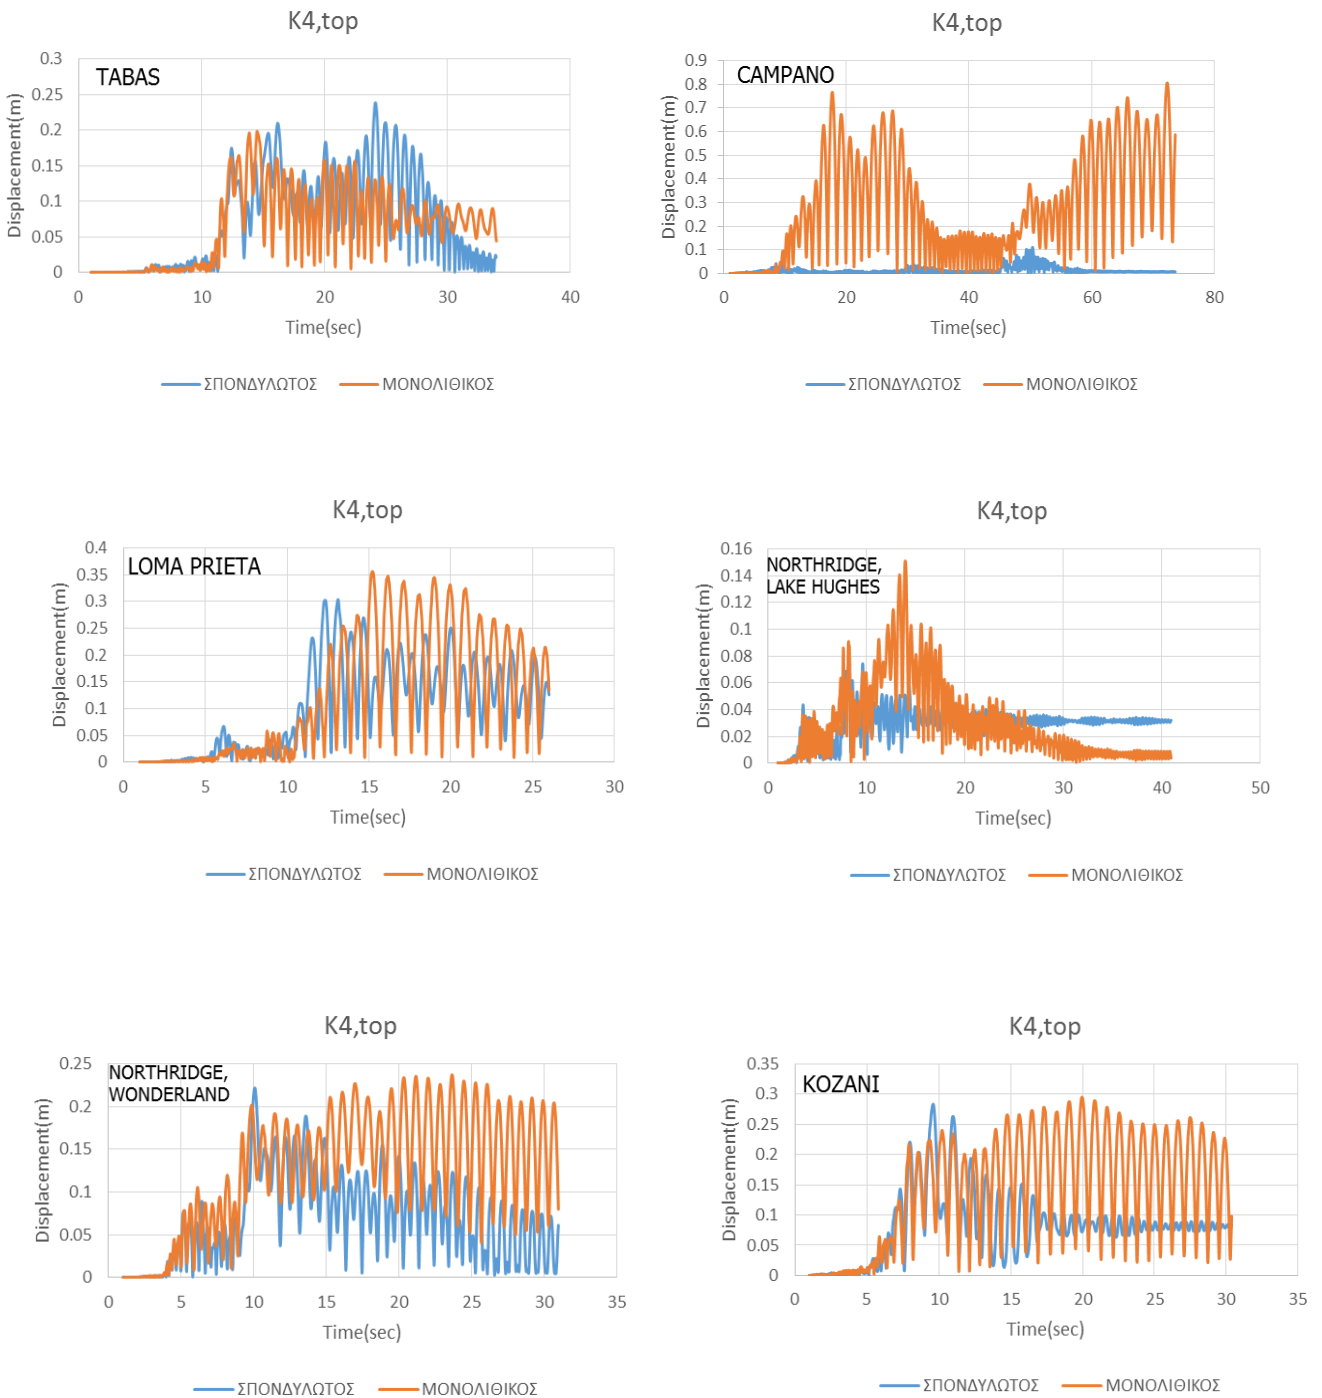 K4,top
TABAS
Displacement(m)
0.3
0.25
0.2
0.15
0.1
0.05
0
0 10 20 30 40
Time(sec)
ΣΠΟΝΔΥΛΩΤΟΣ ΜΟΝΟΛΙΘΙΚΟΣ
K4,top
CAMPANO
Displacement(m)
0.9
0.8
0.7
0.6
0.5
0.4
0.3
0.2
0.1
0
0 20 40 60 80
Time(sec)
ΣΠΟΝΔΥΛΩΤΟΣ ΜΟΝΟΛΙΘΙΚΟΣ
K4,top
LOMA PRIETA
Displacement(m)
0.4
0.35
0.3
0.25
0.2
0.15
0.1
0.05
0
0 5 10 15 20 25 30
Time(sec)
ΣΠΟΝΔΥΛΩΤΟΣ ΜΟΝΟΛΙΘΙΚΟΣ
K4,top
NORTHRIDGE,
LAKE HUGHES
Displacement(m)
0.16
0.14
0.12
0.1
0.08
0.06
0.04
0.02
0
0 10 20 30 40 50
Time(sec)
ΣΠΟΝΔΥΛΩΤΟΣ ΜΟΝΟΛΙΘΙΚΟΣ
K4,top
NORTHRIDGE,
WONDERLAND
Displacement(m)
0.25
0.2
0.15
0.1
0.05
0
0 5 10 15 20 25 30 35
Time(sec)
ΣΠΟΝΔΥΛΩΤΟΣ ΜΟΝΟΛΙΘΙΚΟΣ
K4,top
KOZANI
Displacement(m)
0.35
0.3
0.25
0.2
0.15
0.1
0.05
0
0 5 10 15 20 25 30 35
Time(sec)
ΣΠΟΝΔΥΛΩΤΟΣ ΜΟΝΟΛΙΘΙΚΟΣ